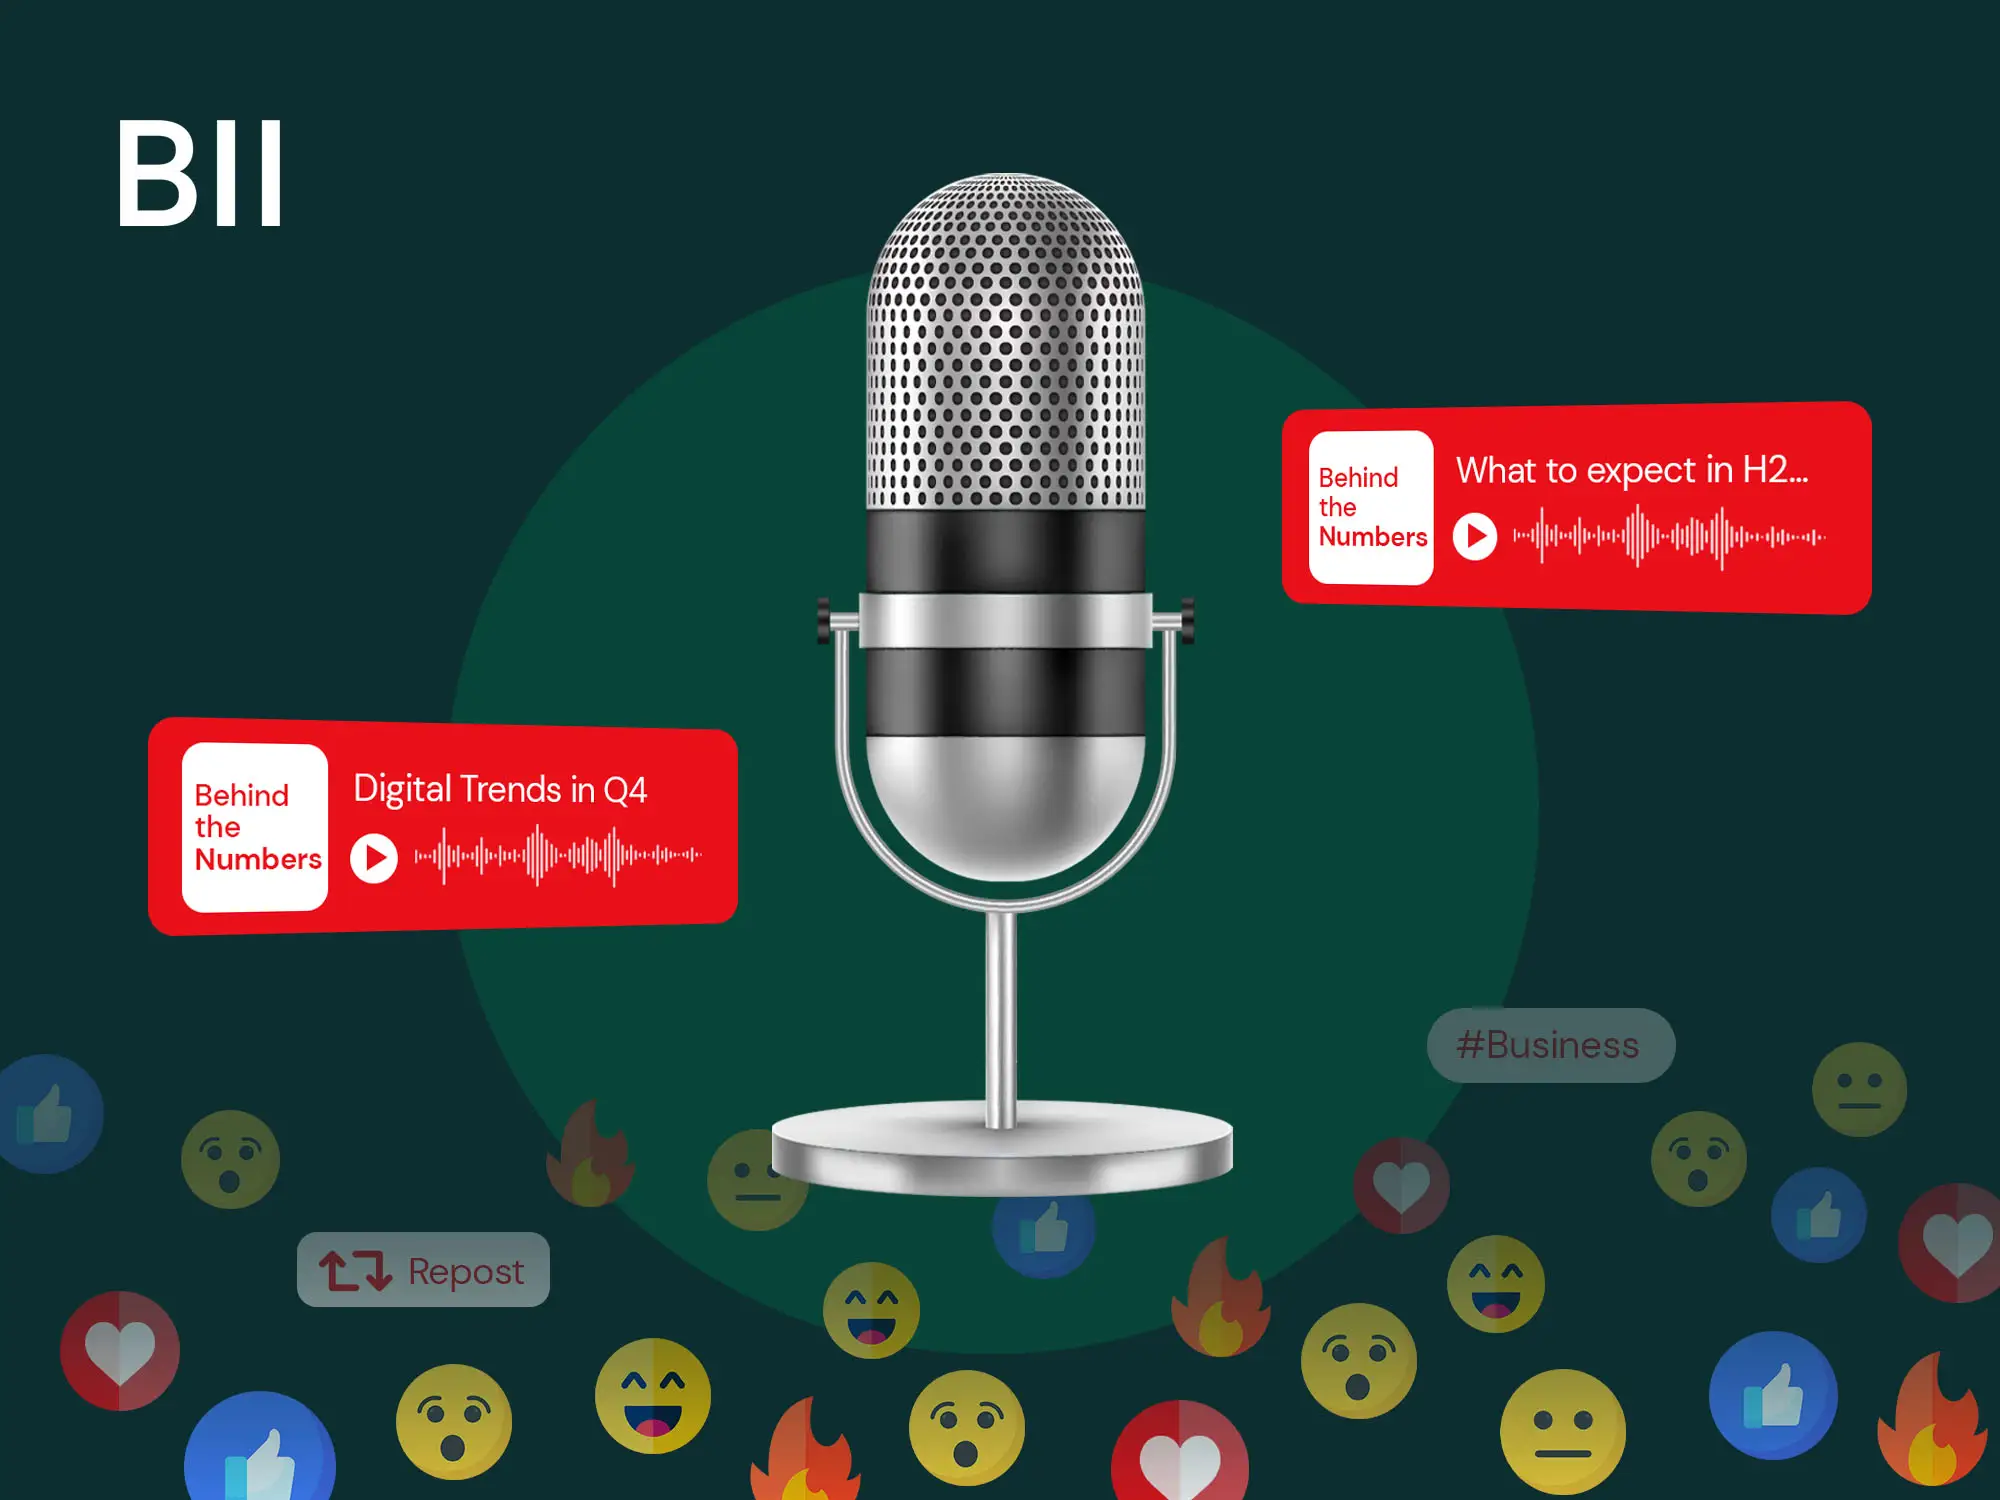 BII
What to expect in H2...
Behind
the
Numbers
Digital Trends in Q4
Behind
the
Numbers
#Business
Repost